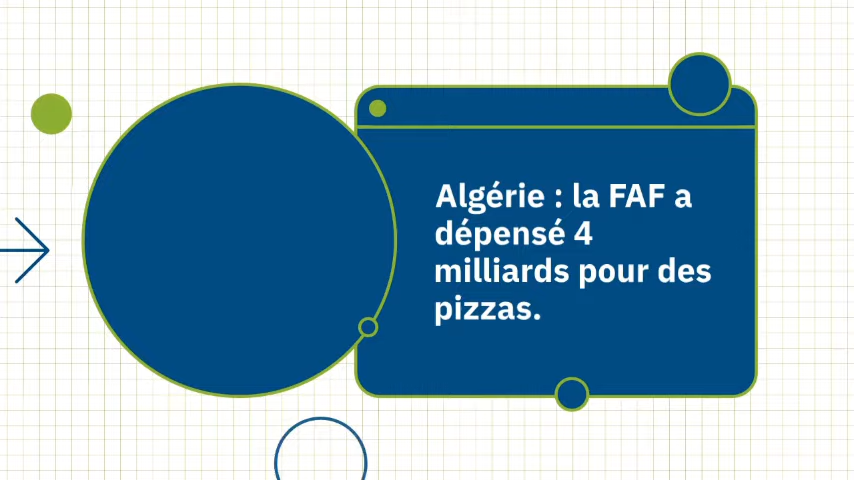 Algérie : la FAF a
dépensé 4
milliards pour des
pizzas.